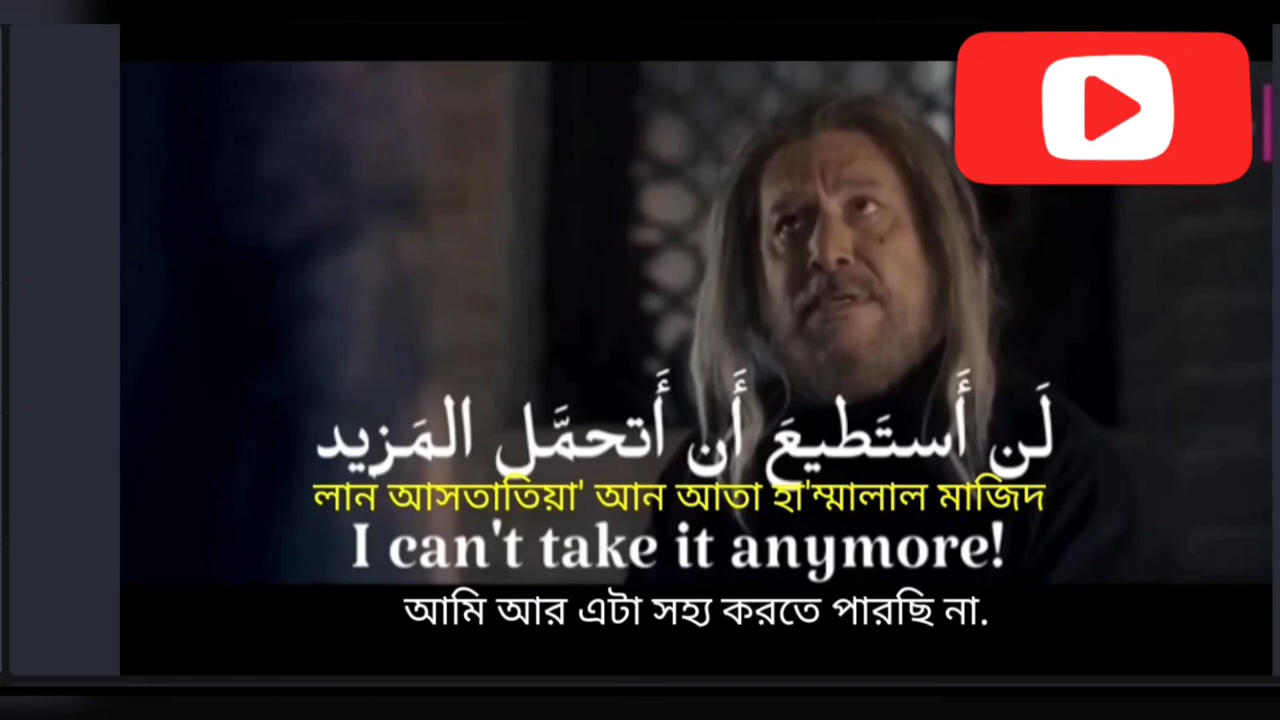 لَن أَستَطيعَ أَن أَتحمَّل المَزيد
লান আসতাতিয়া' আন আতা হা'ম্মালাল মাজিদ
I can't take it anymore!
আমি আর এটা সহ্য করতে পারছি না.